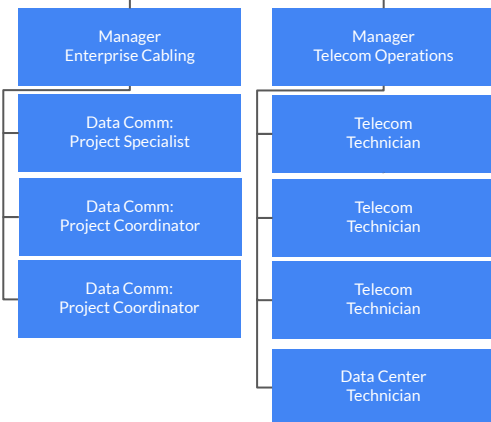 Manager
Enterprise Cabling
Data Comm:
Project Specialist
Data Comm:
Project Coordinator
Data Comm:
Project Coordinator
Manager
Telecom Operations
Telecom
Technician
Telecom
Technician
Telecom
Technician
Data Center
Technician